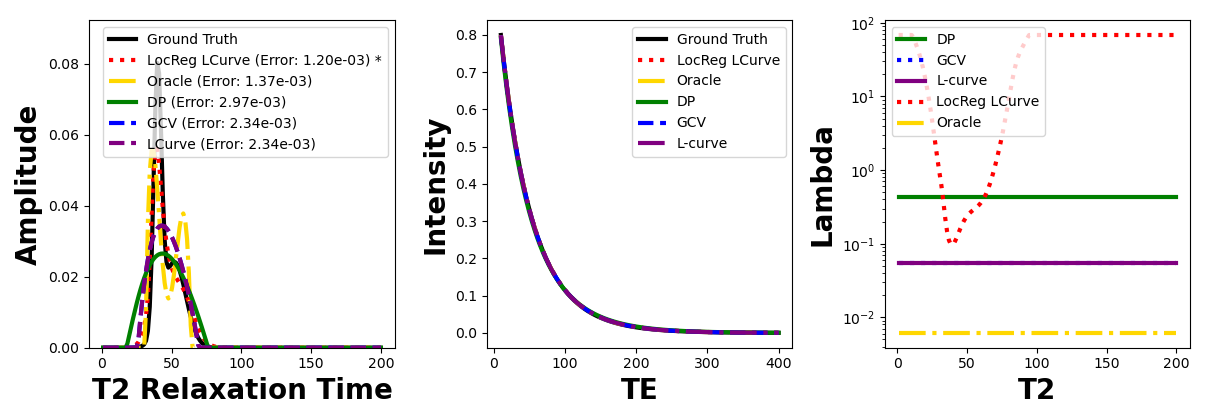 Amplitude
0.08
0.06
0.04
0.02
0.00
Ground Truth
LocReg LCurve (Error: 1.20e-03) *
Oracle (Error: 1.37e-03)
DP (Error: 2.97e-03)
GCV (Error: 2.34e-03)
LCurve (Error: 2.34e-03)
0 50 100 150 200
T2 Relaxation Time
Intensity
0.8
0.7
0.6
0.5
0.4
0.3
0.2
0.1
0.0
Ground Truth
LocReg LCurve
Oracle
DP
GCV
L-curve
0 100 200 300 400
TE
Lambda
10²
10¹
10⁰
10⁻¹
10⁻²
DP
GCV
L-curve
LocReg LCurve
Oracle
0 50 100 150 200
T2